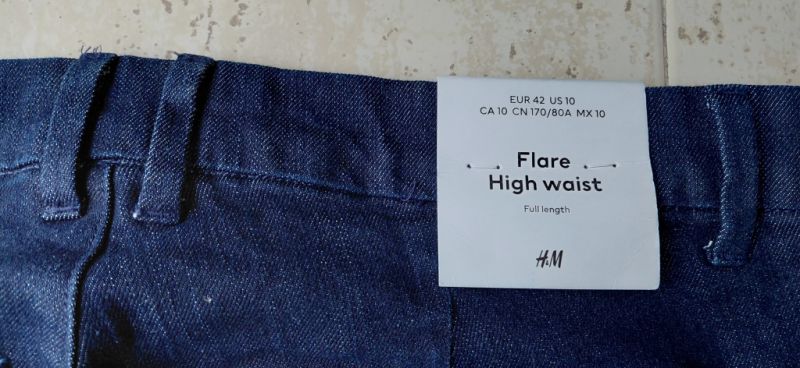 EUR 42 US 10
CA 10 CN 170/80A MX 10
Flare
High waist
Full length
H&M